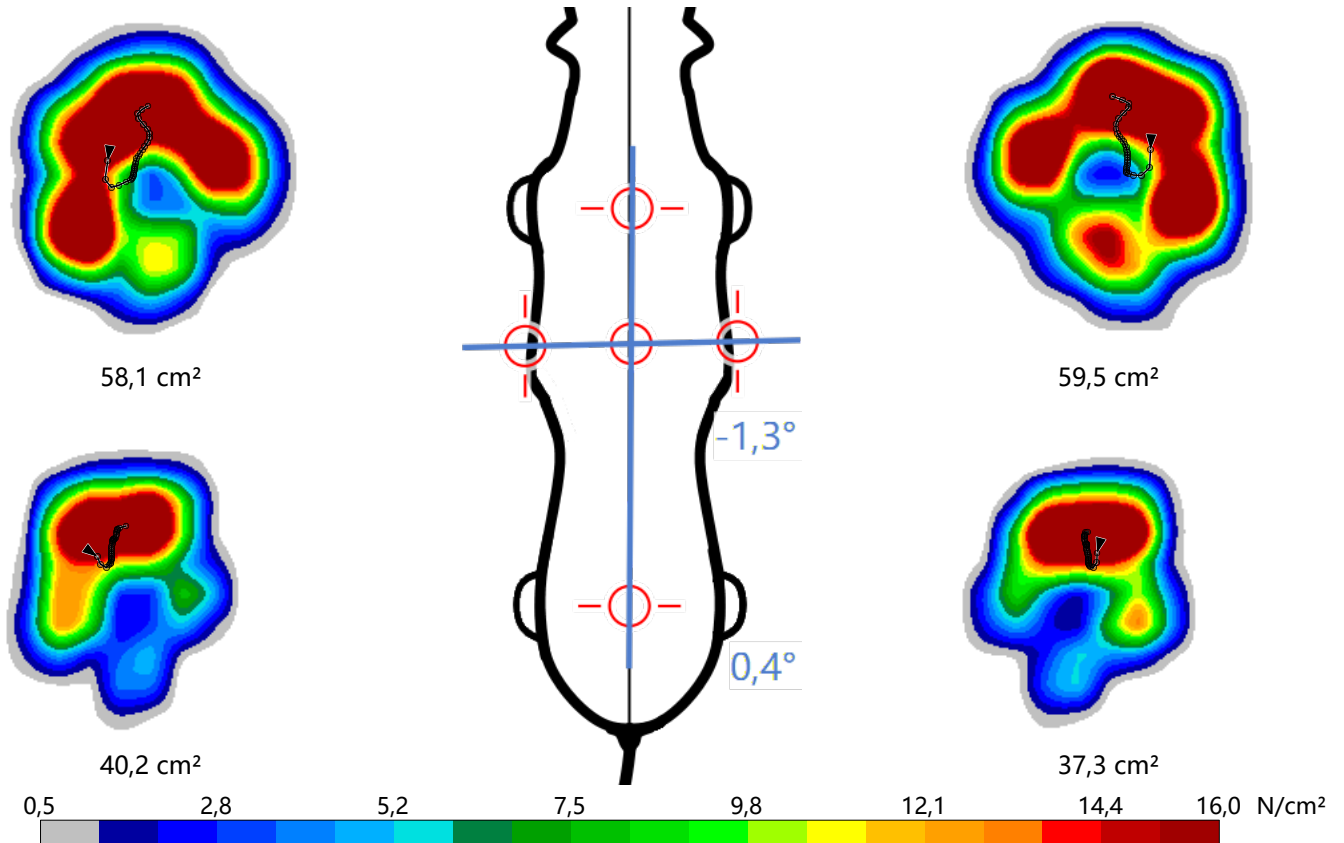 58,1 cm²
59,5 cm²
-1,3°
0,4°
40,2 cm²
37,3 cm²
0,5 2,8 5,2 7,5 9,8 12,1 14,4 16,0 N/cm²